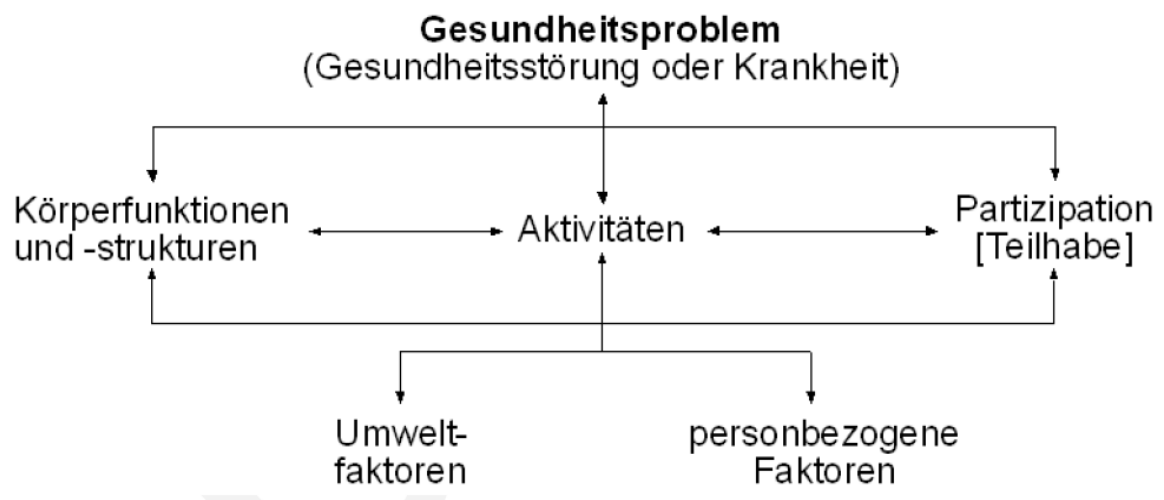 Gesundheitsproblem
(Gesundheitsstörung oder Krankheit)
Körperfunktionen
und -strukturen
Aktivitäten
Partizipation
[Teilhabe]
Umwelt-
faktoren
personbezogene
Faktoren